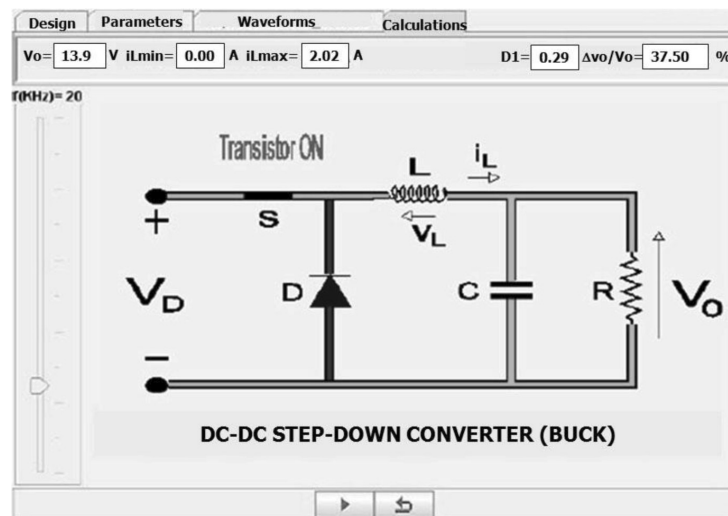 Design Parameters Waveforms Calculations
Vo= 13.9 V iLmin= 0.00 A iLmax= 2.02 A D1= 0.29 Δvo/Vo= 37.50 %
f(KHz)= 20
Transistor ON
L iL
+ S VL
VD D C R Vo
−
DC-DC STEP-DOWN CONVERTER (BUCK)